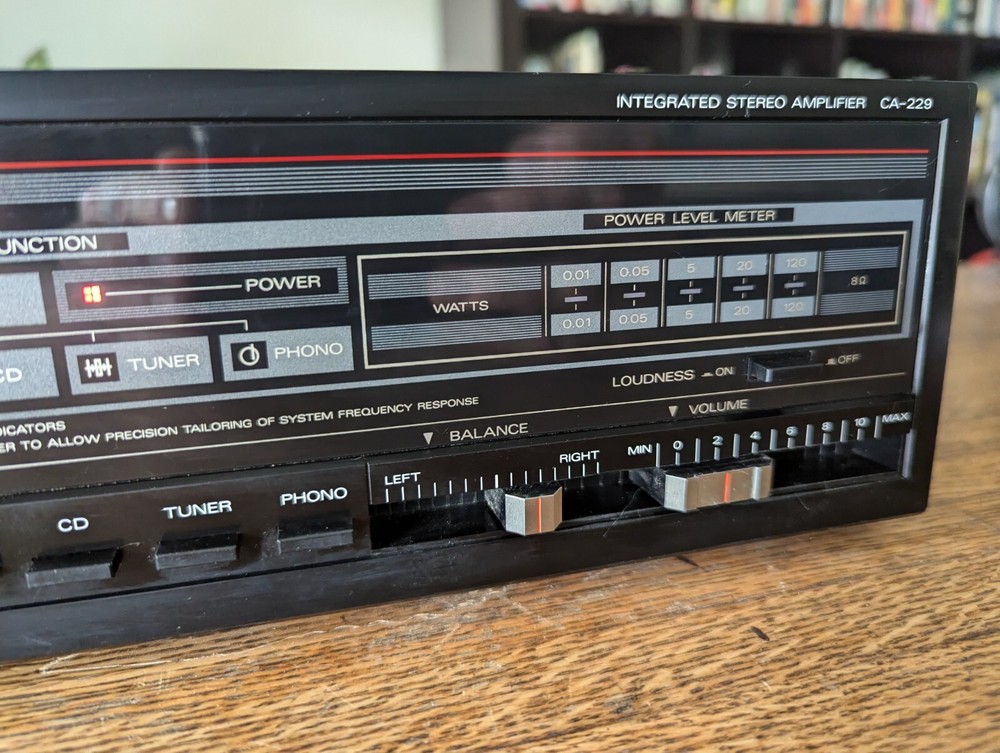 INTEGRATED STEREO AMPLIFIER CA-229
POWER LEVEL METER
UNCTION
POWER
WATTS
0.01 0.05 5 20 120
8Ω
0.01 0.05 5 20 120
CD TUNER PHONO
LOUDNESS ON OFF
DICATORS
ER TO ALLOW PRECISION TAILORING OF SYSTEM FREQUENCY RESPONSE
▼ BALANCE
▼ VOLUME
LEFT RIGHT
MIN 0 2 4 6 8 10 MAX
CD TUNER PHONO